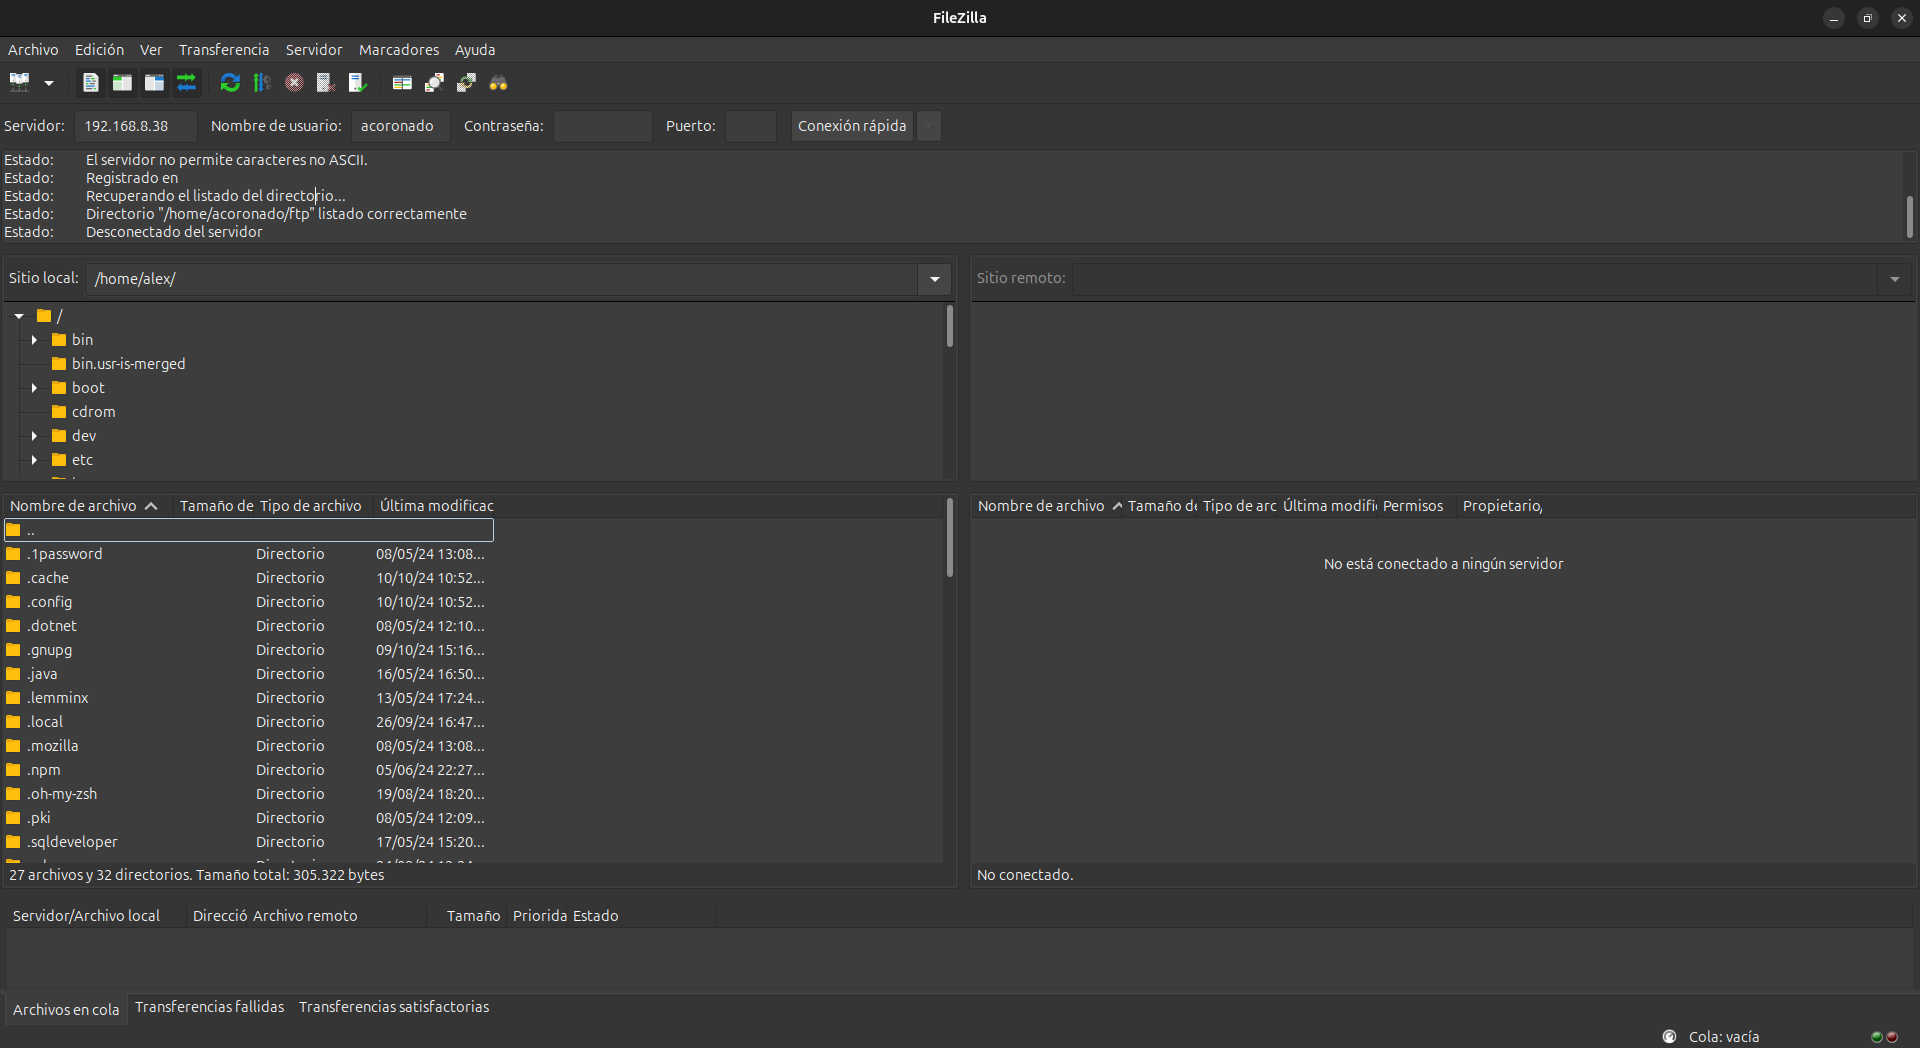 FileZilla
Archivo Edición Ver Transferencia Servidor Marcadores Ayuda
Servidor: 192.168.8.38 Nombre de usuario: acoronado Contraseña: Puerto: Conexión rápida
Estado: El servidor no permite caracteres no ASCII.
Estado: Registrado en
Estado: Recuperando el listado del directorio...
Estado: Directorio "/home/acoronado/ftp" listado correctamente
Estado: Desconectado del servidor
Sitio local: /home/alex/
/
bin
bin.usr-is-merged
boot
cdrom
dev
etc
Nombre de archivo Tamaño de Tipo de archivo Última modificac
..
.1password Directorio 08/05/24 13:08...
.cache Directorio 10/10/24 10:52...
.config Directorio 10/10/24 10:52...
.dotnet Directorio 08/05/24 12:10...
.gnupg Directorio 09/10/24 15:16...
.java Directorio 16/05/24 16:50...
.lemminx Directorio 13/05/24 17:24...
.local Directorio 26/09/24 16:47...
.mozilla Directorio 08/05/24 13:08...
.npm Directorio 05/06/24 22:27...
.oh-my-zsh Directorio 19/08/24 18:20...
.pki Directorio 08/05/24 12:09...
.sqldeveloper Directorio 17/05/24 15:20...
27 archivos y 32 directorios. Tamaño total: 305.322 bytes
Sitio remoto:
Nombre de archivo Tamaño de Tipo de arc Última modifi Permisos Propietario/
No está conectado a ningún servidor
No conectado.
Servidor/Archivo local Direcció Archivo remoto Tamaño Priorida Estado
Archivos en cola Transferencias fallidas Transferencias satisfactorias
Cola: vacía